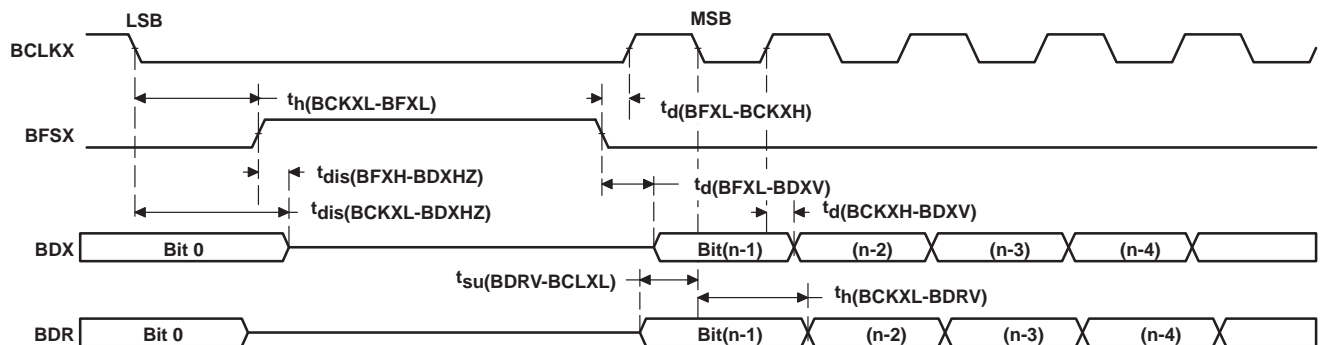 LSB MSB
BCLKX
th(BCKXL-BFXL) td(BFXL-BCKXH)
BFSX
tdis(BFXH-BDXHZ) td(BFXL-BDXV)
tdis(BCKXL-BDXHZ) td(BCKXH-BDXV)
BDX Bit 0 Bit(n-1) (n-2) (n-3) (n-4)
tsu(BDRV-BCLXL) th(BCKXL-BDRV)
BDR Bit 0 Bit(n-1) (n-2) (n-3) (n-4)